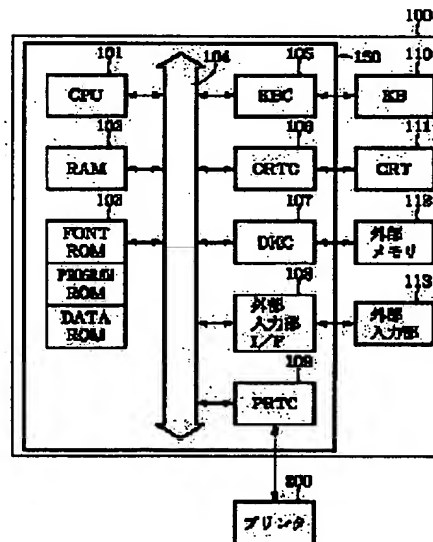 100
101
104
105
150
110
CPU
KBC
KB
102
106
111
RAM
CRTC
CRT
103
107
112
FONT
ROM
DKC
外部
メモリ
PROGRAM
ROM
108
113
DATA
ROM
外部
入力部
I/F
外部
入力部
109
PRTC
200
プリンタ